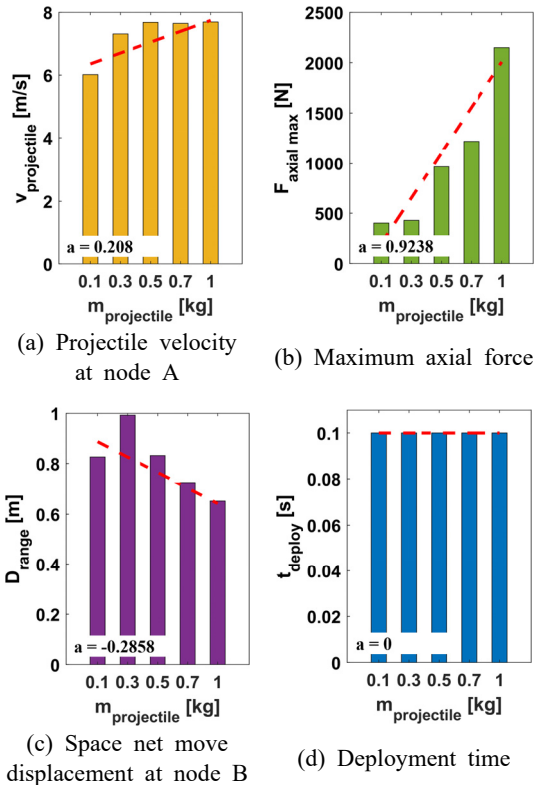 8
6
4
2
0
v_projectile [m/s]
a = 0.208
0.1 0.3 0.5 0.7 1
m_projectile [kg]
(a) Projectile velocity
at node A
2500
2000
1500
1000
500
0
F_axial max [N]
a = 0.9238
0.1 0.3 0.5 0.7 1
m_projectile [kg]
(b) Maximum axial force
1
0.8
0.6
0.4
0.2
0
D_range [m]
a = -0.2858
0.1 0.3 0.5 0.7 1
m_projectile [kg]
(c) Space net move
displacement at node B
0.1
0.08
0.06
0.04
0.02
0
t_deploy [s]
a = 0
0.1 0.3 0.5 0.7 1
m_projectile [kg]
(d) Deployment time